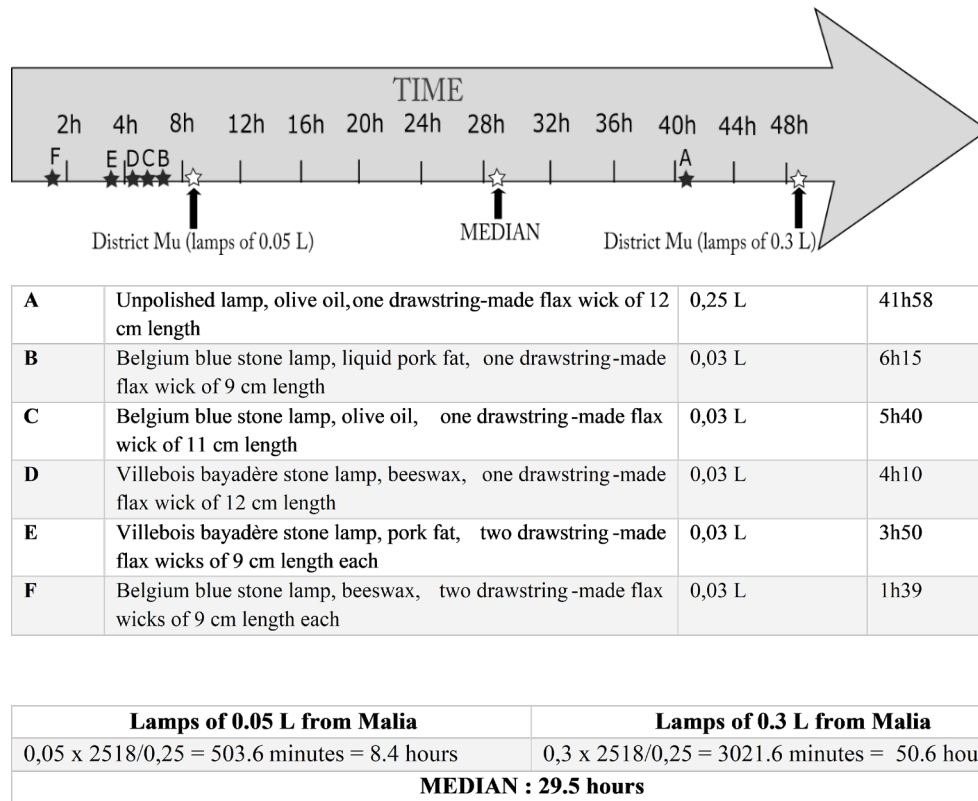 TIME
2h 4h 8h 12h 16h 20h 24h 28h 32h 36h 40h 44h 48h
F E D C B A
District Mu (lamps of 0.05 L) MEDIAN District Mu (lamps of 0.3 L)
A Unpolished lamp, olive oil, one drawstring-made flax wick of 12 0,25 L 41h58
cm length
B Belgium blue stone lamp, liquid pork fat, one drawstring-made 0,03 L 6h15
flax wick of 9 cm length
C Belgium blue stone lamp, olive oil, one drawstring-made flax 0,03 L 5h40
wick of 11 cm length
D Villebois bayadère stone lamp, beeswax, one drawstring-made 0,03 L 4h10
flax wick of 12 cm length
E Villebois bayadère stone lamp, pork fat, two drawstring-made 0,03 L 3h50
flax wicks of 9 cm length each
F Belgium blue stone lamp, beeswax, two drawstring-made flax 0,03 L 1h39
wicks of 9 cm length each
Lamps of 0.05 L from Malia Lamps of 0.3 L from Malia
0,05 x 2518/0,25 = 503.6 minutes = 8.4 hours 0,3 x 2518/0,25 = 3021.6 minutes = 50.6 hou
MEDIAN : 29.5 hours